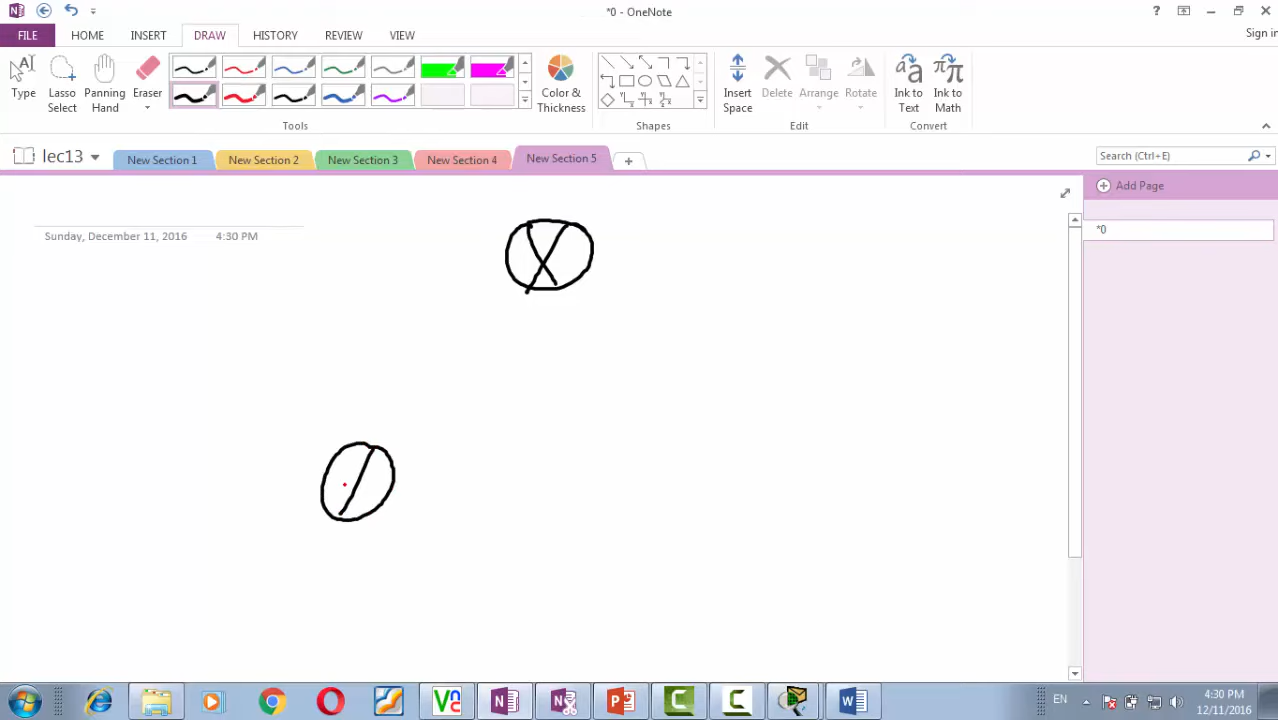 *0 - OneNote
?
FILE HOME INSERT DRAW HISTORY REVIEW VIEW
Sign in
Type
Lasso Select
Panning Hand
Eraser
Color & Thickness
Insert Space
Delete
Arrange
Rotate
Ink to Text
Ink to Math
Tools
Shapes
Edit
Convert
lec13
New Section 1
New Section 2
New Section 3
New Section 4
New Section 5
Search (Ctrl+E)
Add Page
*0
Sunday, December 11, 2016 4:30 PM
X
EN
4:30 PM
12/11/2016